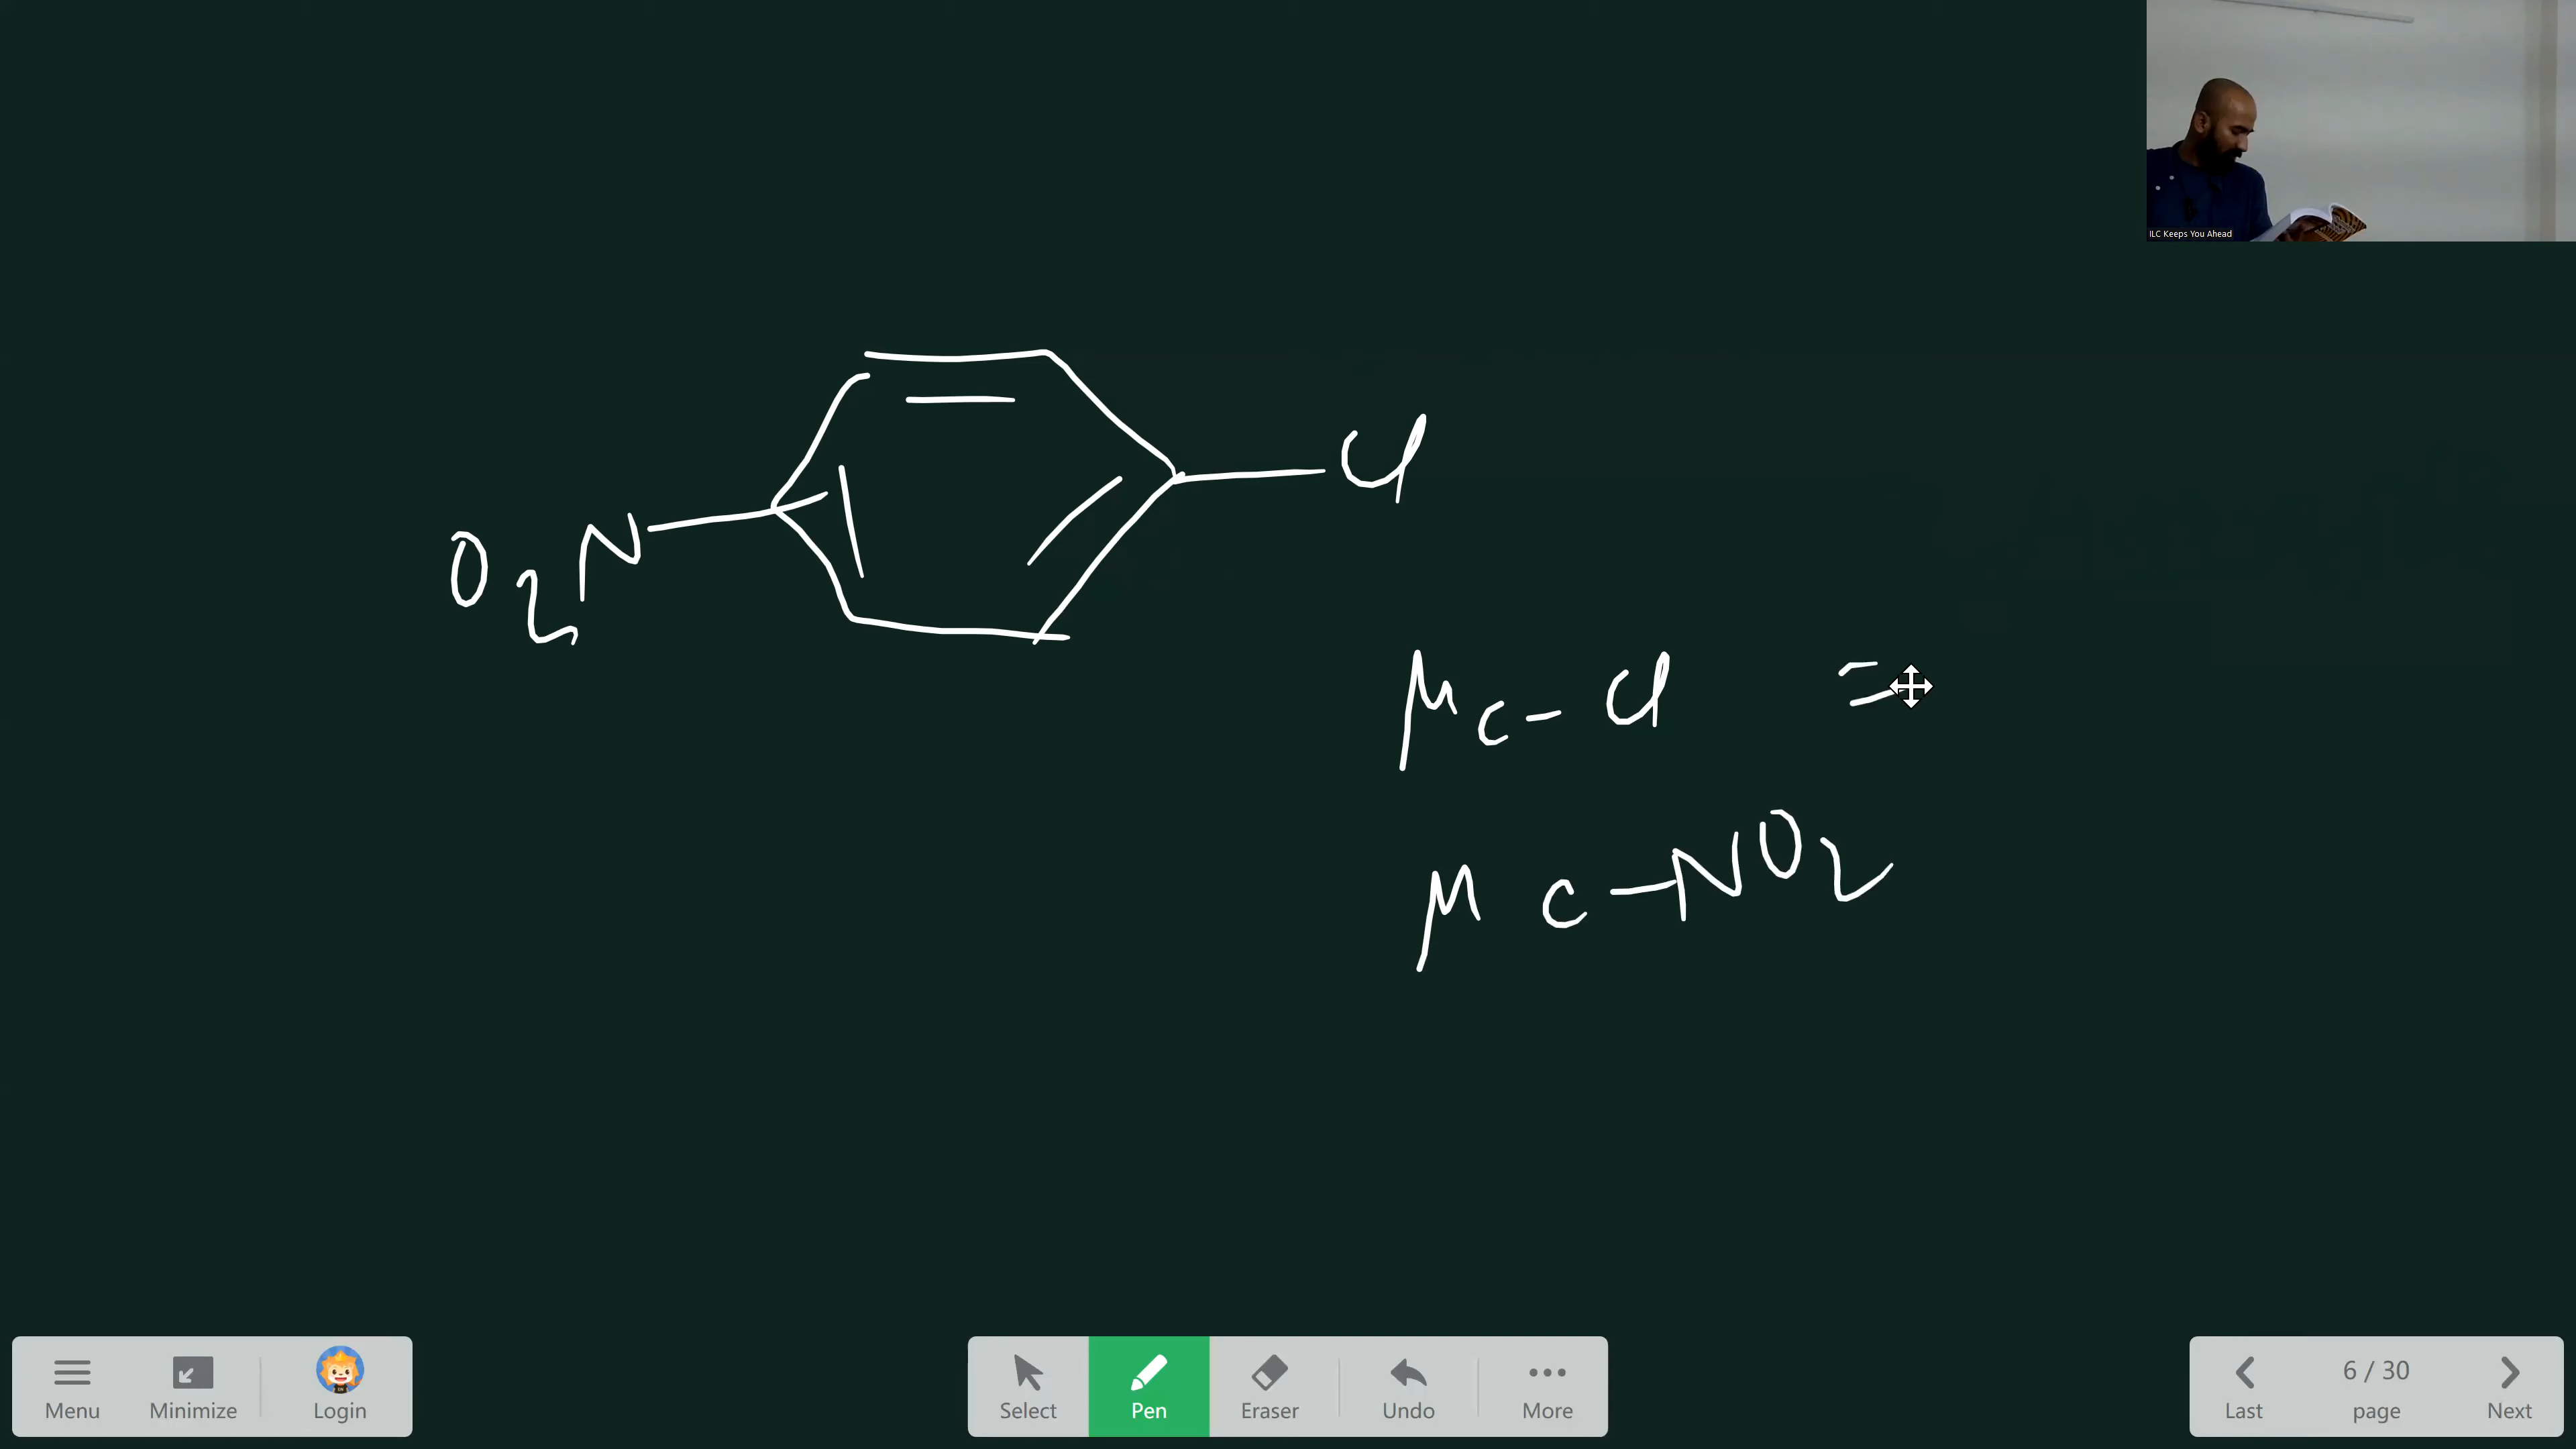 ILC Keeps You Ahead
Cl
O2N
μC-Cl =
μC-NO2
Menu
Minimize
Login
Select
Pen
Eraser
Undo
More
Last
6 / 30
page
Next